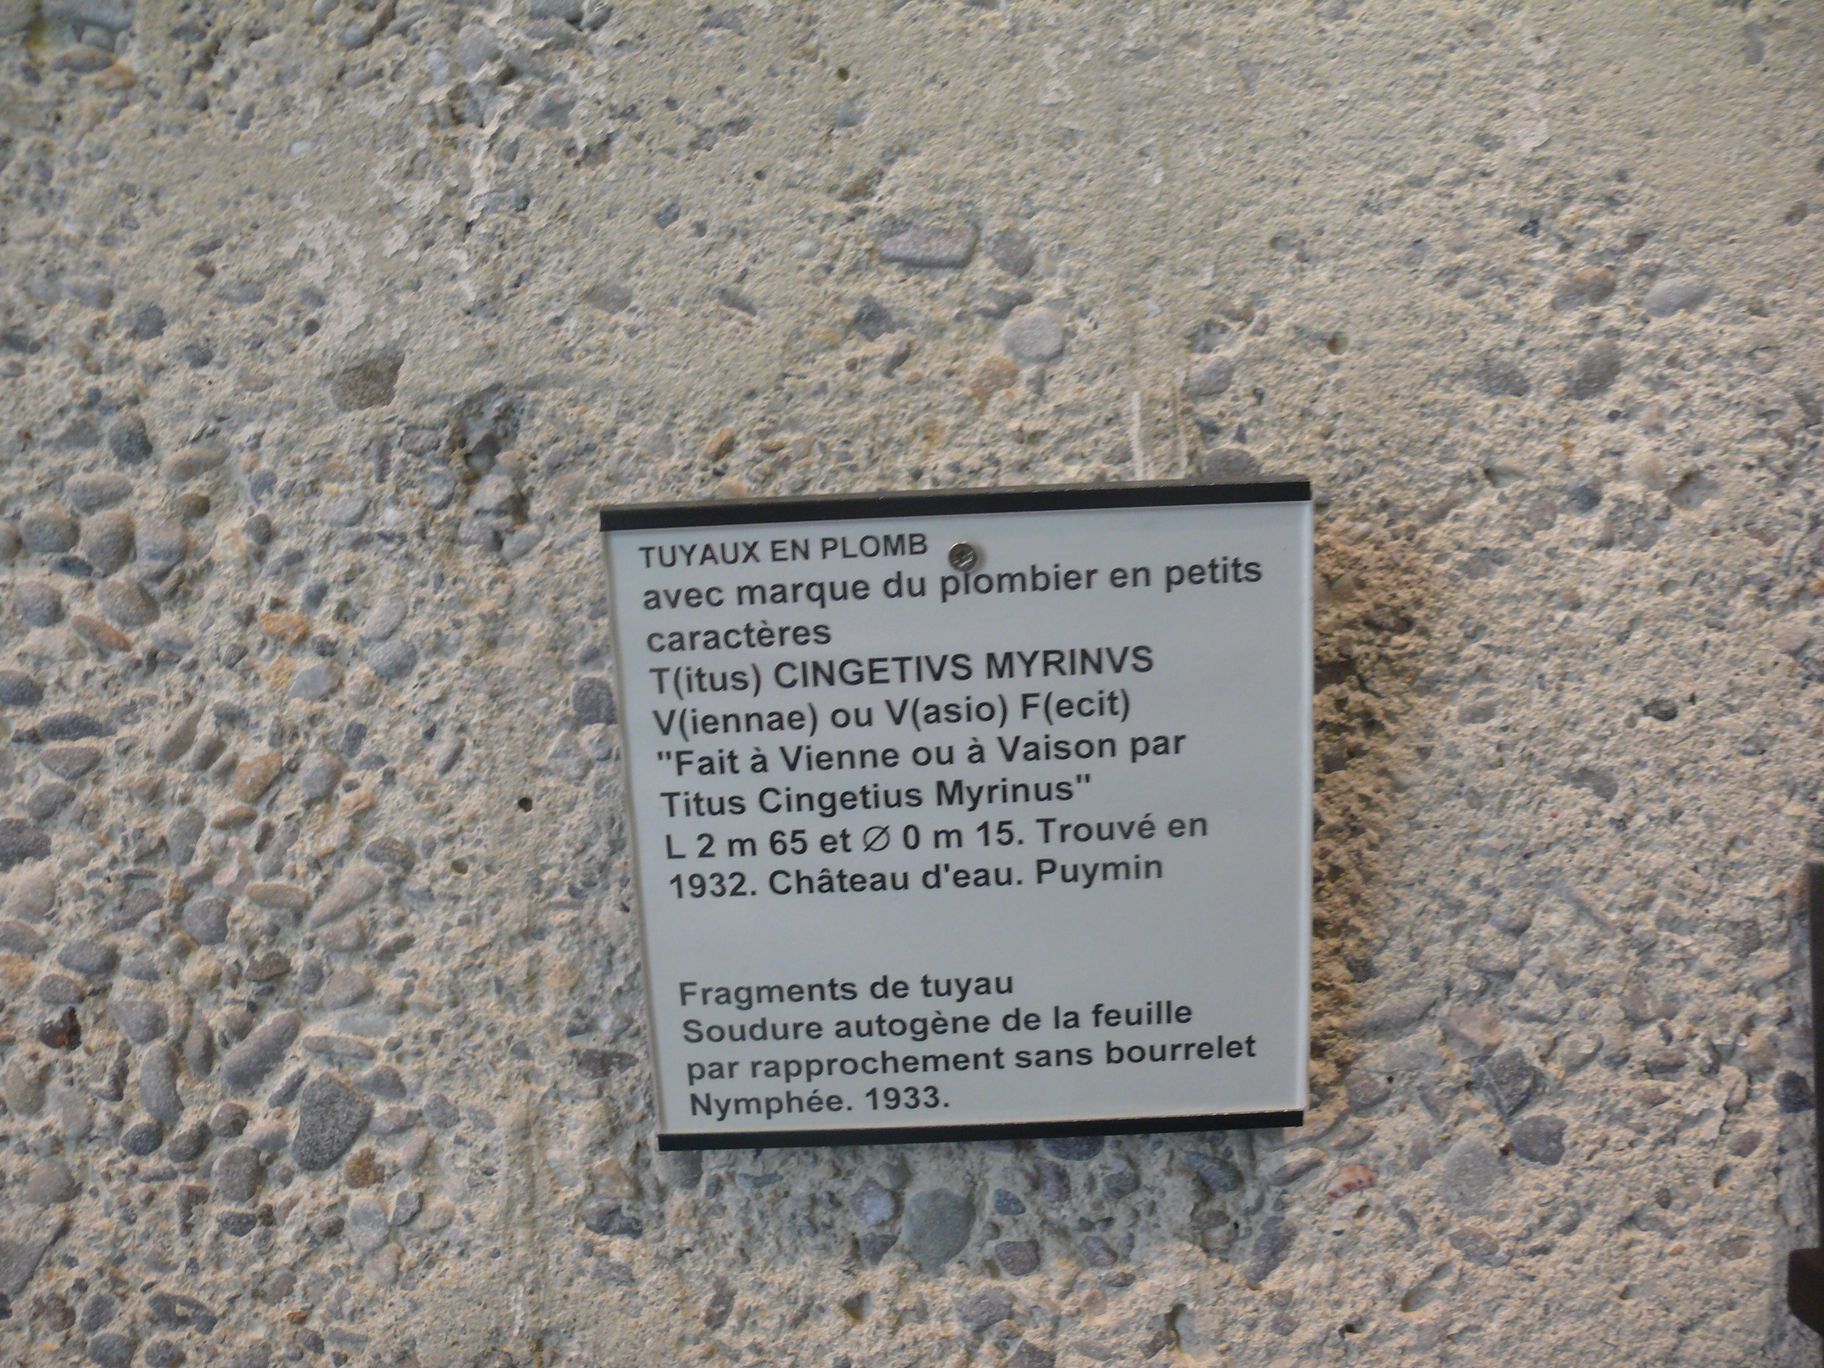 TUYAUX EN PLOMB
avec marque du plombier en petits
caractères
T(itus) CINGETIVS MYRINVS
V(iennae) ou V(asio) F(ecit)
"Fait à Vienne ou à Vaison par
Titus Cingetius Myrinus"
L 2 m 65 et ∅ 0 m 15. Trouvé en
1932. Château d'eau. Puymin
Fragments de tuyau
Soudure autogène de la feuille
par rapprochement sans bourrelet
Nymphée. 1933.